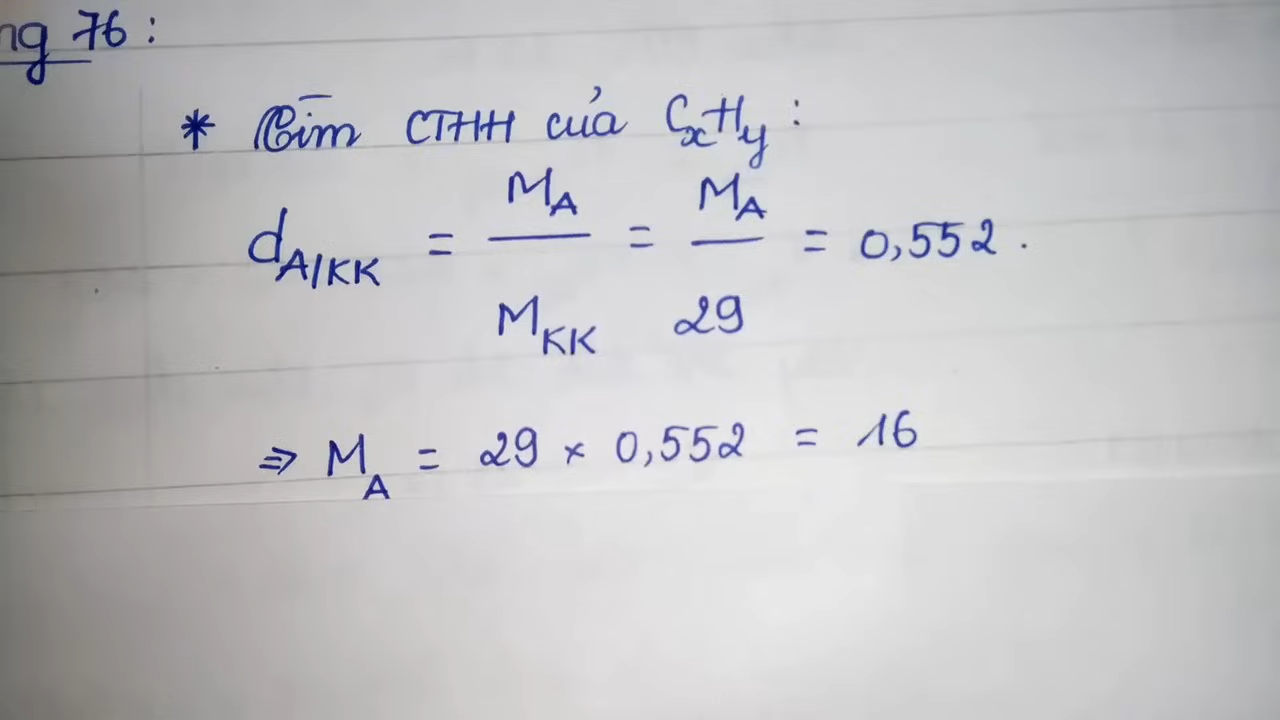 ng 76 :
* Tìm CTHH của CxHy :
dA/KK = MA/MKK = MA/29 = 0,552 .
⇒ MA = 29 × 0,552 = 16